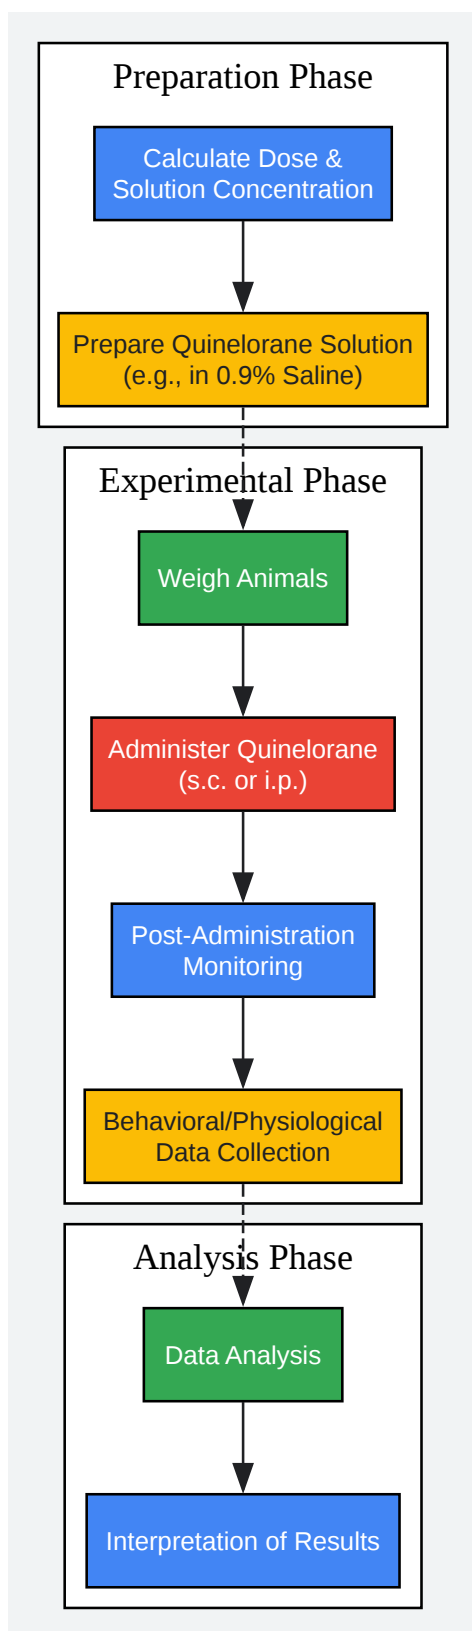 Preparation Phase
Calculate Dose &
Solution Concentration
Prepare Quinelorane Solution
(e.g., in 0.9% Saline)
Experimental Phase
Weigh Animals
Administer Quinelorane
(s.c. or i.p.)
Post-Administration
Monitoring
Behavioral/Physiological
Data Collection
Analysis Phase
Data Analysis
Interpretation of Results